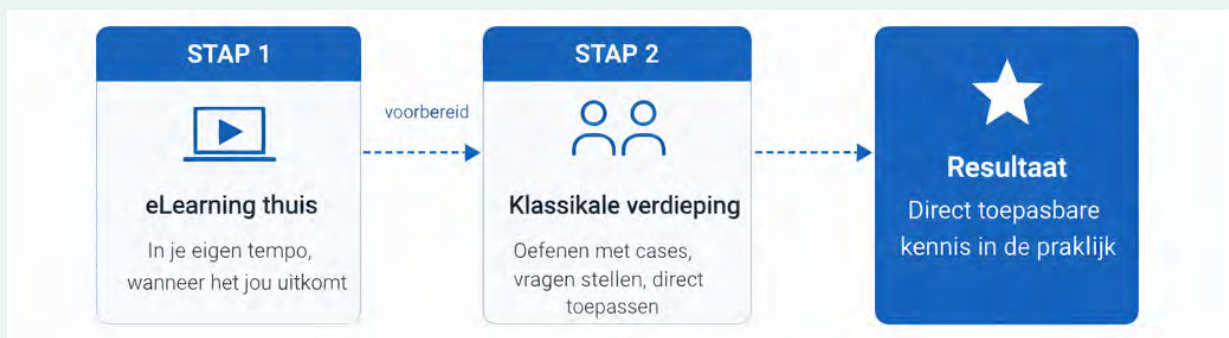 STAP 1
eLearning thuis
In je eigen tempo,
wanneer het jou uitkomt
voorbereid
STAP 2
Klassikale verdieping
Oefenen met cases,
vragen stellen, direct
toepassen
Resultaat
Direct toepasbare
kennis in de praklijk